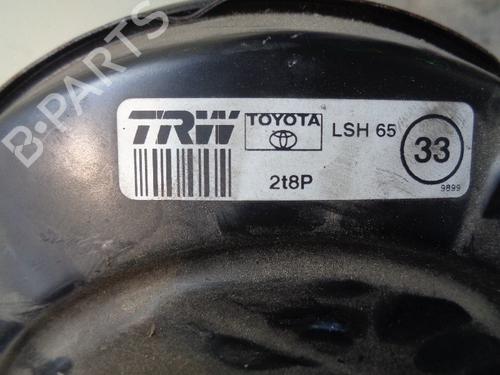 B-PARTS
TRW TOYOTA LSH 65 33
2t8P
9899